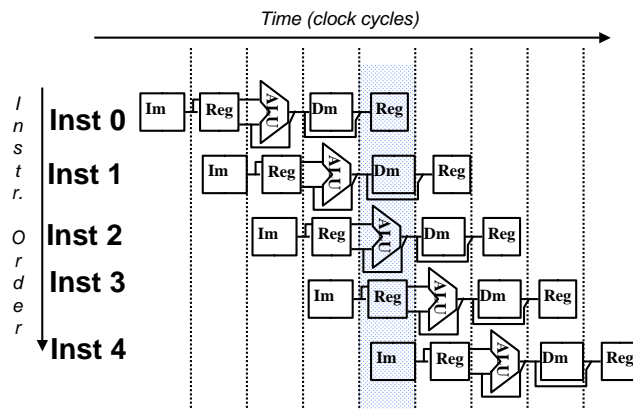 Time (clock cycles)
Instr. Order
Inst 0 Im Reg ALU Dm Reg
Inst 1 Im Reg ALU Dm Reg
Inst 2 Im Reg ALU Dm Reg
Inst 3 Im Reg ALU Dm Reg
Inst 4 Im Reg ALU Dm Reg